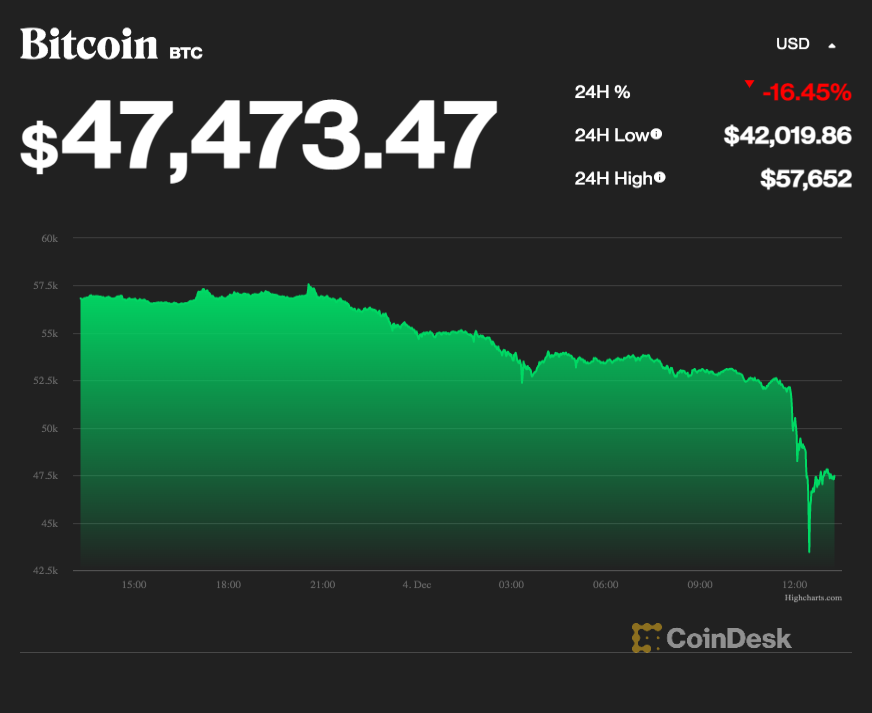 Bitcoin BTC
USD
$47,473.47
24H % -16.45%
24H Low $42,019.86
24H High $57,652
60k
57.5k
55k
52.5k
50k
47.5k
45k
42.5k
15:00 18:00 21:00 4. Dec 03:00 06:00 09:00 12:00
Highcharts.com
CoinDesk